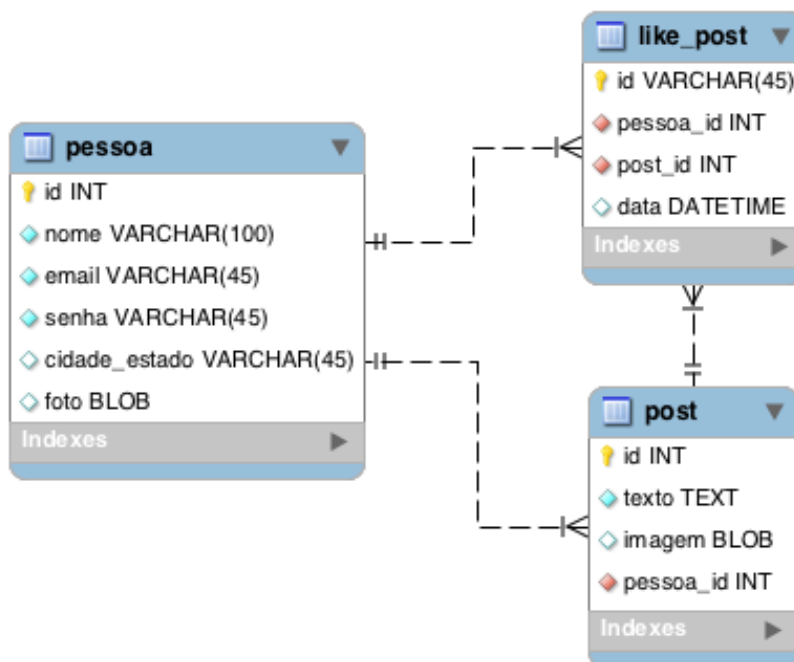 pessoa
id INT
nome VARCHAR(100)
email VARCHAR(45)
senha VARCHAR(45)
cidade_estado VARCHAR(45)
foto BLOB
Indexes
like_post
id VARCHAR(45)
pessoa_id INT
post_id INT
data DATETIME
Indexes
post
id INT
texto TEXT
imagem BLOB
pessoa_id INT
Indexes